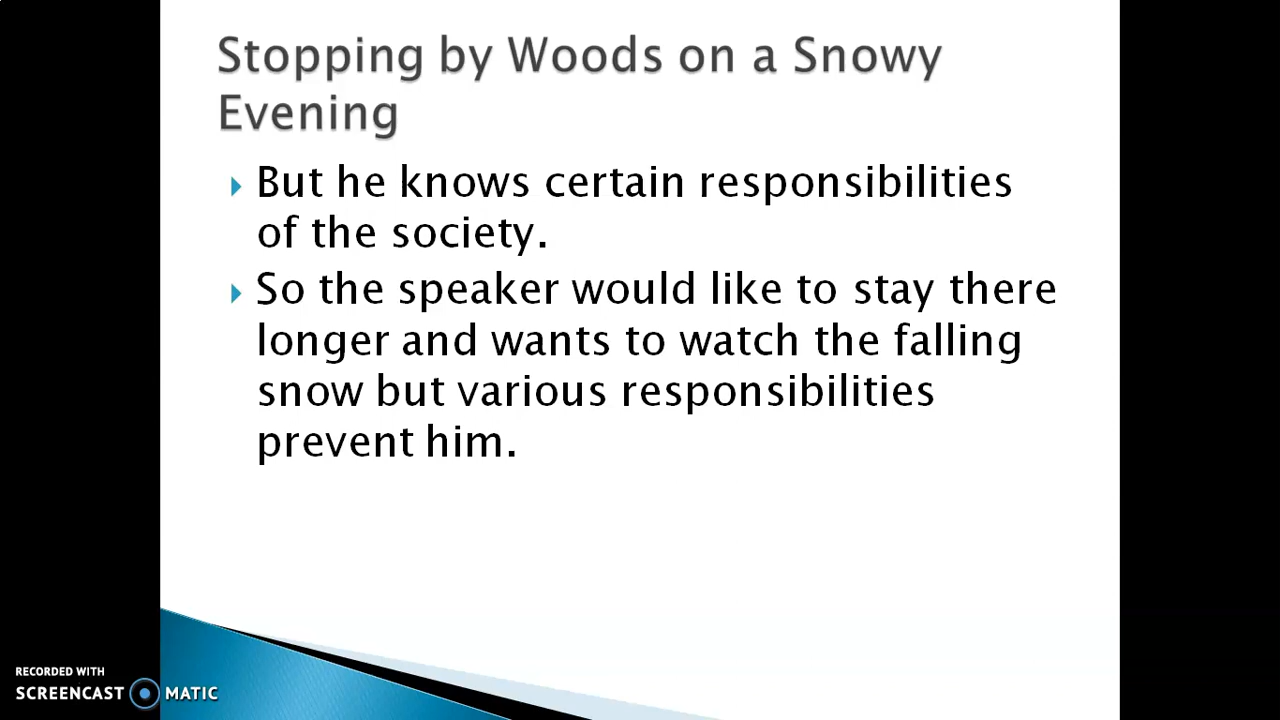 Stopping by Woods on a Snowy
Evening
But he knows certain responsibilities
of the society.
So the speaker would like to stay there
longer and wants to watch the falling
snow but various responsibilities
prevent him.
RECORDED WITH
SCREENCAST MATIC